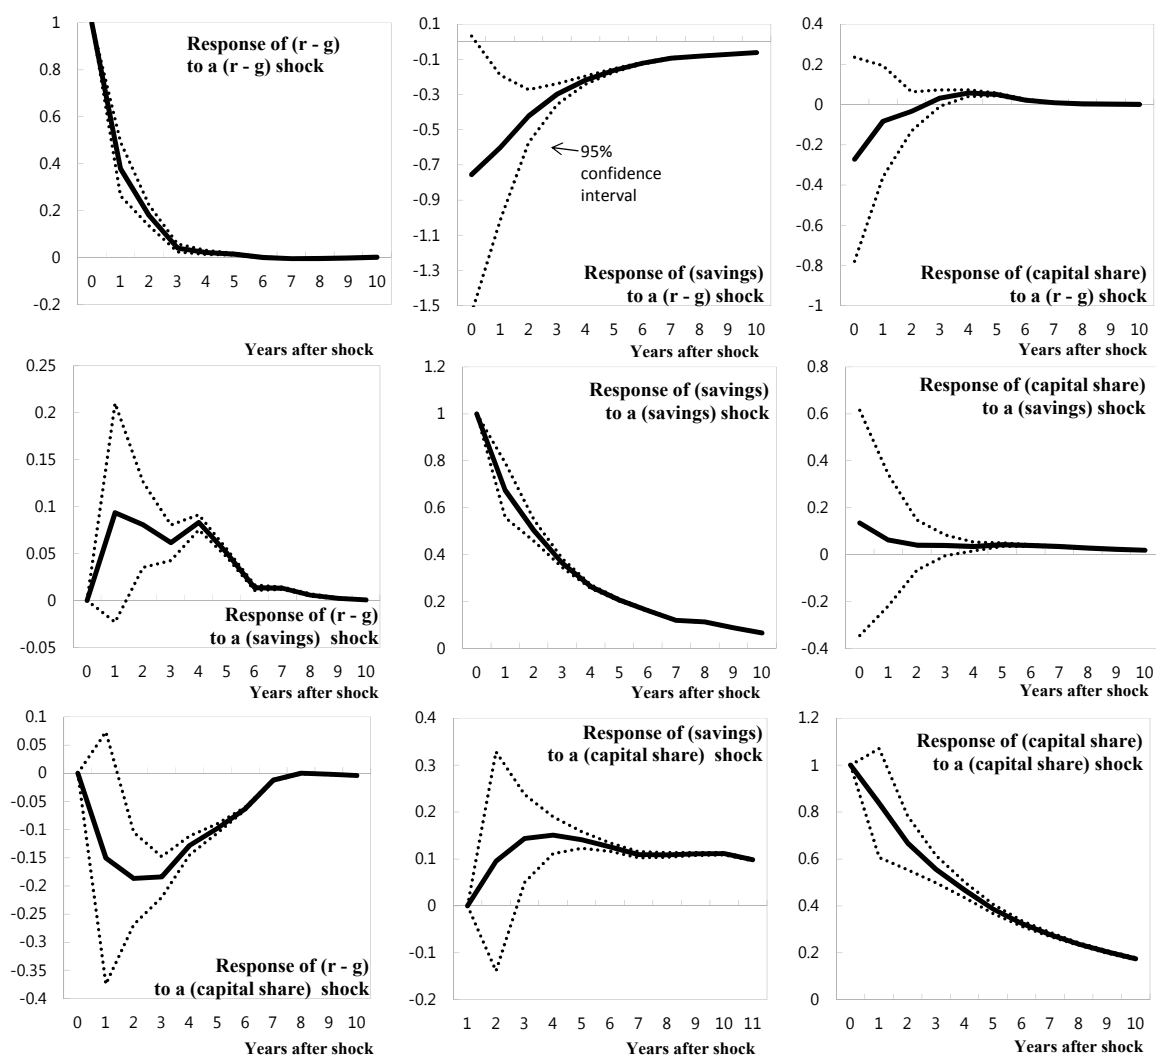 1
0.8
0.6
0.4
0.2
0
-0.2
Response of (r - g)
to a (r - g) shock
0 1 2 3 4 5 6 7 8 9 10
Years after shock
0.1
-0.1
-0.3
-0.5
-0.7
-0.9
-1.1
-1.3
-1.5
95%
confidence
interval
Response of (savings)
to a (r - g) shock
0 1 2 3 4 5 6 7 8 9 10
Years after shock
0.4
0.2
0
-0.2
-0.4
-0.6
-0.8
-1
Response of (capital share)
to a (r - g) shock
0 1 2 3 4 5 6 7 8 9 10
Years after shock
0.25
0.2
0.15
0.1
0.05
0
-0.05
Response of (r - g)
to a (savings) shock
0 1 2 3 4 5 6 7 8 9 10
Years after shock
1.2
1
0.8
0.6
0.4
0.2
0
Response of (savings)
to a (savings) shock
0 1 2 3 4 5 6 7 8 9 10
Years after shock
0.8
0.6
0.4
0.2
0
-0.2
-0.4
Response of (capital share)
to a (savings) shock
0 1 2 3 4 5 6 7 8 9 10
Years after shock
0.1
0.05
0
-0.05
-0.1
-0.15
-0.2
-0.25
-0.3
-0.35
-0.4
Response of (r - g)
to a (capital share) shock
0 1 2 3 4 5 6 7 8 9 10
Years after shock
0.4
0.3
0.2
0.1
0
-0.1
-0.2
Response of (savings)
to a (capital share) shock
1 2 3 4 5 6 7 8 9 10 11
Years after shock
1.2
1
0.8
0.6
0.4
0.2
0
Response of (capital share)
to a (capital share) shock
0 1 2 3 4 5 6 7 8 9 10
Years after shock